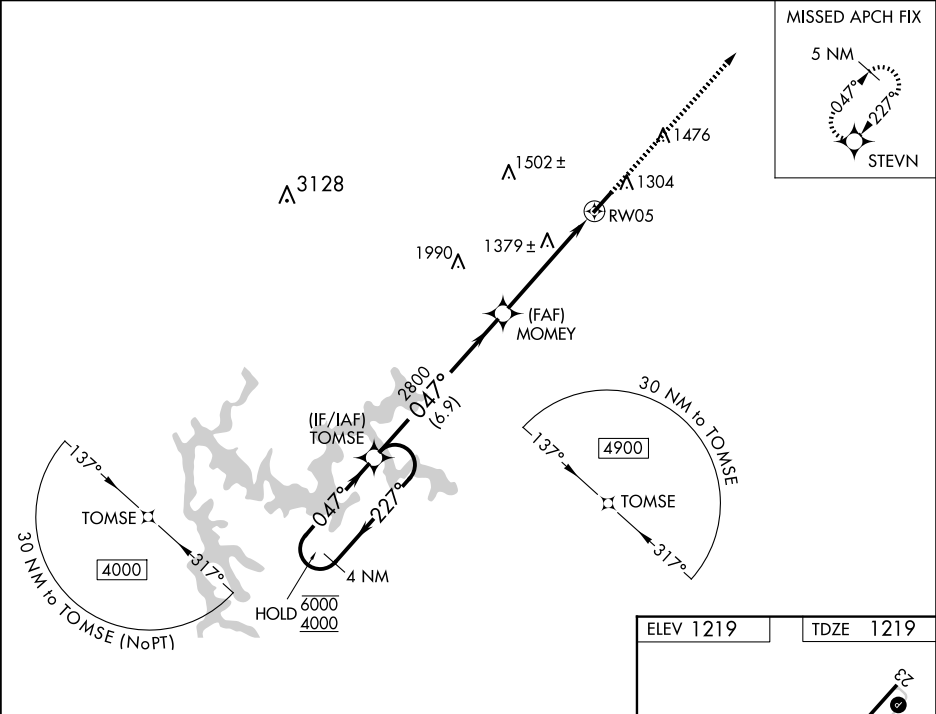 MISSED APCH FIX
5 NM
047°
227°
STEVN
1476
1502 ±
3128
1304
RW05
1379 ±
1990
(FAF)
MOMEY
2800
047°
(6.9)
(IF/IAF)
TOMSE
047°
227°
4 NM
HOLD 6000
4000
137°
TOMSE
317°
4000
30 NM to TOMSE (NoPT)
30 NM to TOMSE
137°
4900
TOMSE
317°
ELEV 1219
TDZE 1219
23
P